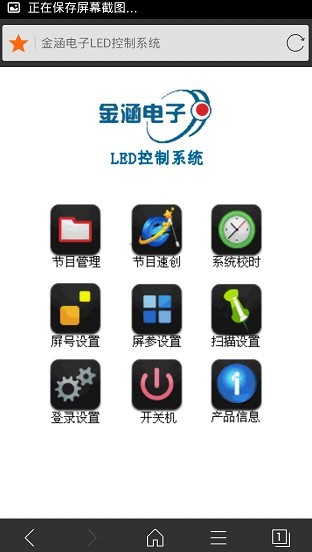 正在保存屏幕截图...
金涵电子LED控制系统
金涵电子
LED控制系统
节目管理 节目速创 系统校时
屏号设置 屏参设置 扫描设置
登录设置 开关机 产品信息
1